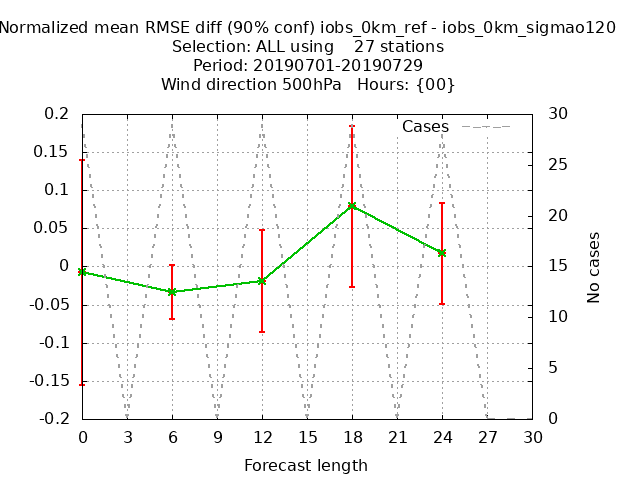 Normalized mean RMSE diff (90% conf) iobs_0km_ref - iobs_0km_sigmao120
Selection: ALL using    27 stations
Period: 20190701-20190729
Wind direction 500hPa   Hours: {00}
Cases
0.2
0.15
0.1
0.05
0
-0.05
-0.1
-0.15
-0.2
30
25
20
15
10
5
0
No cases
0 3 6 9 12 15 18 21 24 27 30
Forecast length